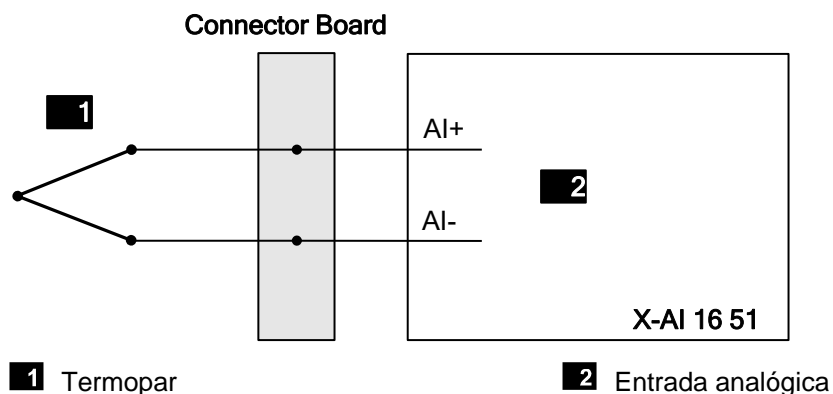 Connector Board
1
AI+
2
AI-
X-AI 16 51
1 Termopar
2 Entrada analógica